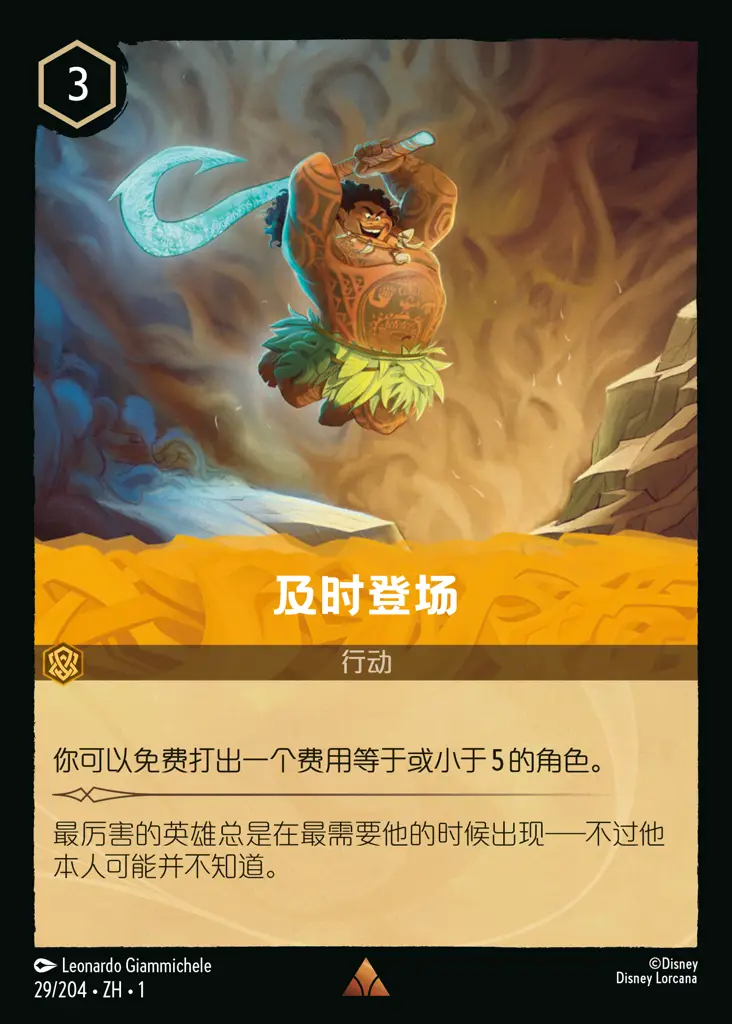 3
及时登场
行动
你可以免费打出一个费用等于或小于5的角色。
最厉害的英雄总是在最需要他的时候出现——不过他
本人可能并不知道。
Leonardo Giammichele
©Disney
29/204 • ZH • 1
Disney Lorcana